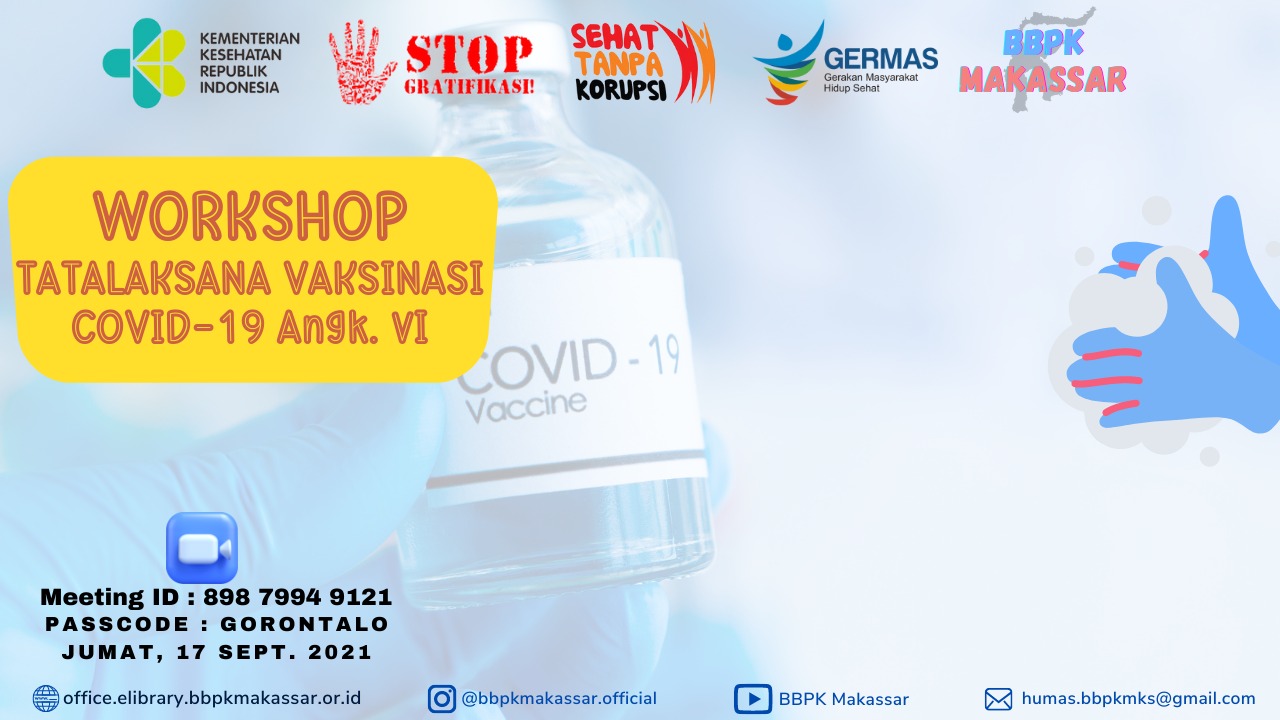 KEMENTERIAN
KESEHATAN
REPUBLIK
INDONESIA
STOP
GRATIFIKASI!
SEHAT
TANPA
KORUPSI
GERMAS
Gerakan Masyarakat
Hidup Sehat
BBPK
MAKASSAR
WORKSHOP
TATALAKSANA VAKSINASI
COVID-19 Angk. VI
COVID - 19
Vaccine
Meeting ID : 898 7994 9121
PASSCODE : GORONTALO
JUMAT, 17 SEPT. 2021
office.elibrary.bbpkmakassar.or.id
@bbpkmakassar.official
BBPK Makassar
humas.bbpkmks@gmail.com